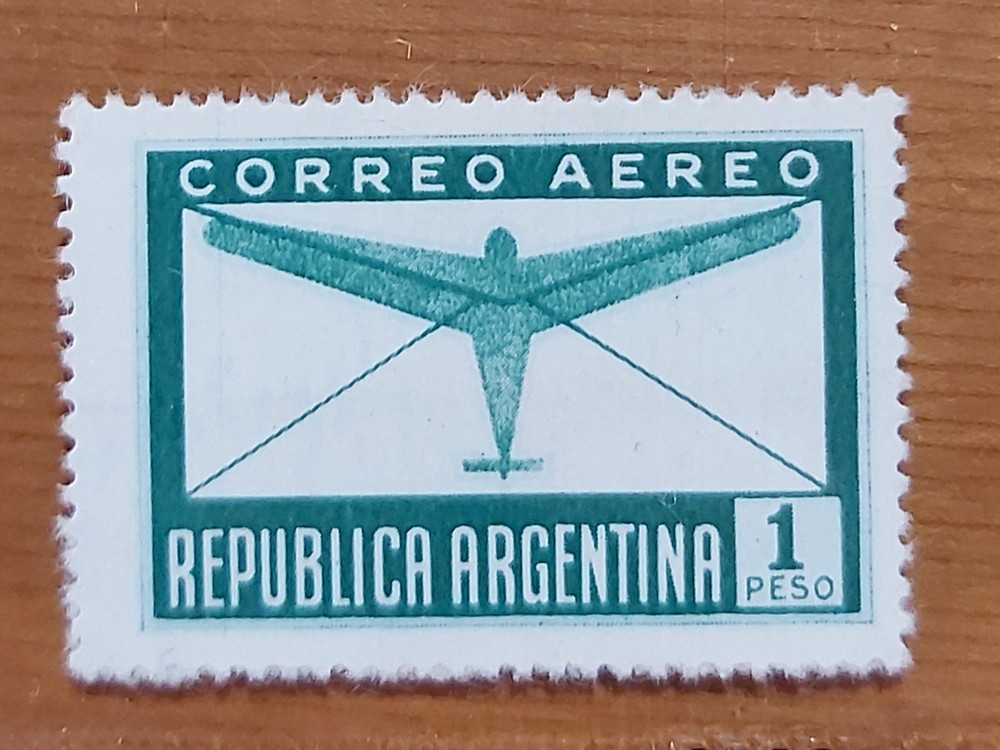 CORREO AEREO
REPUBLICA ARGENTINA
1
PESO